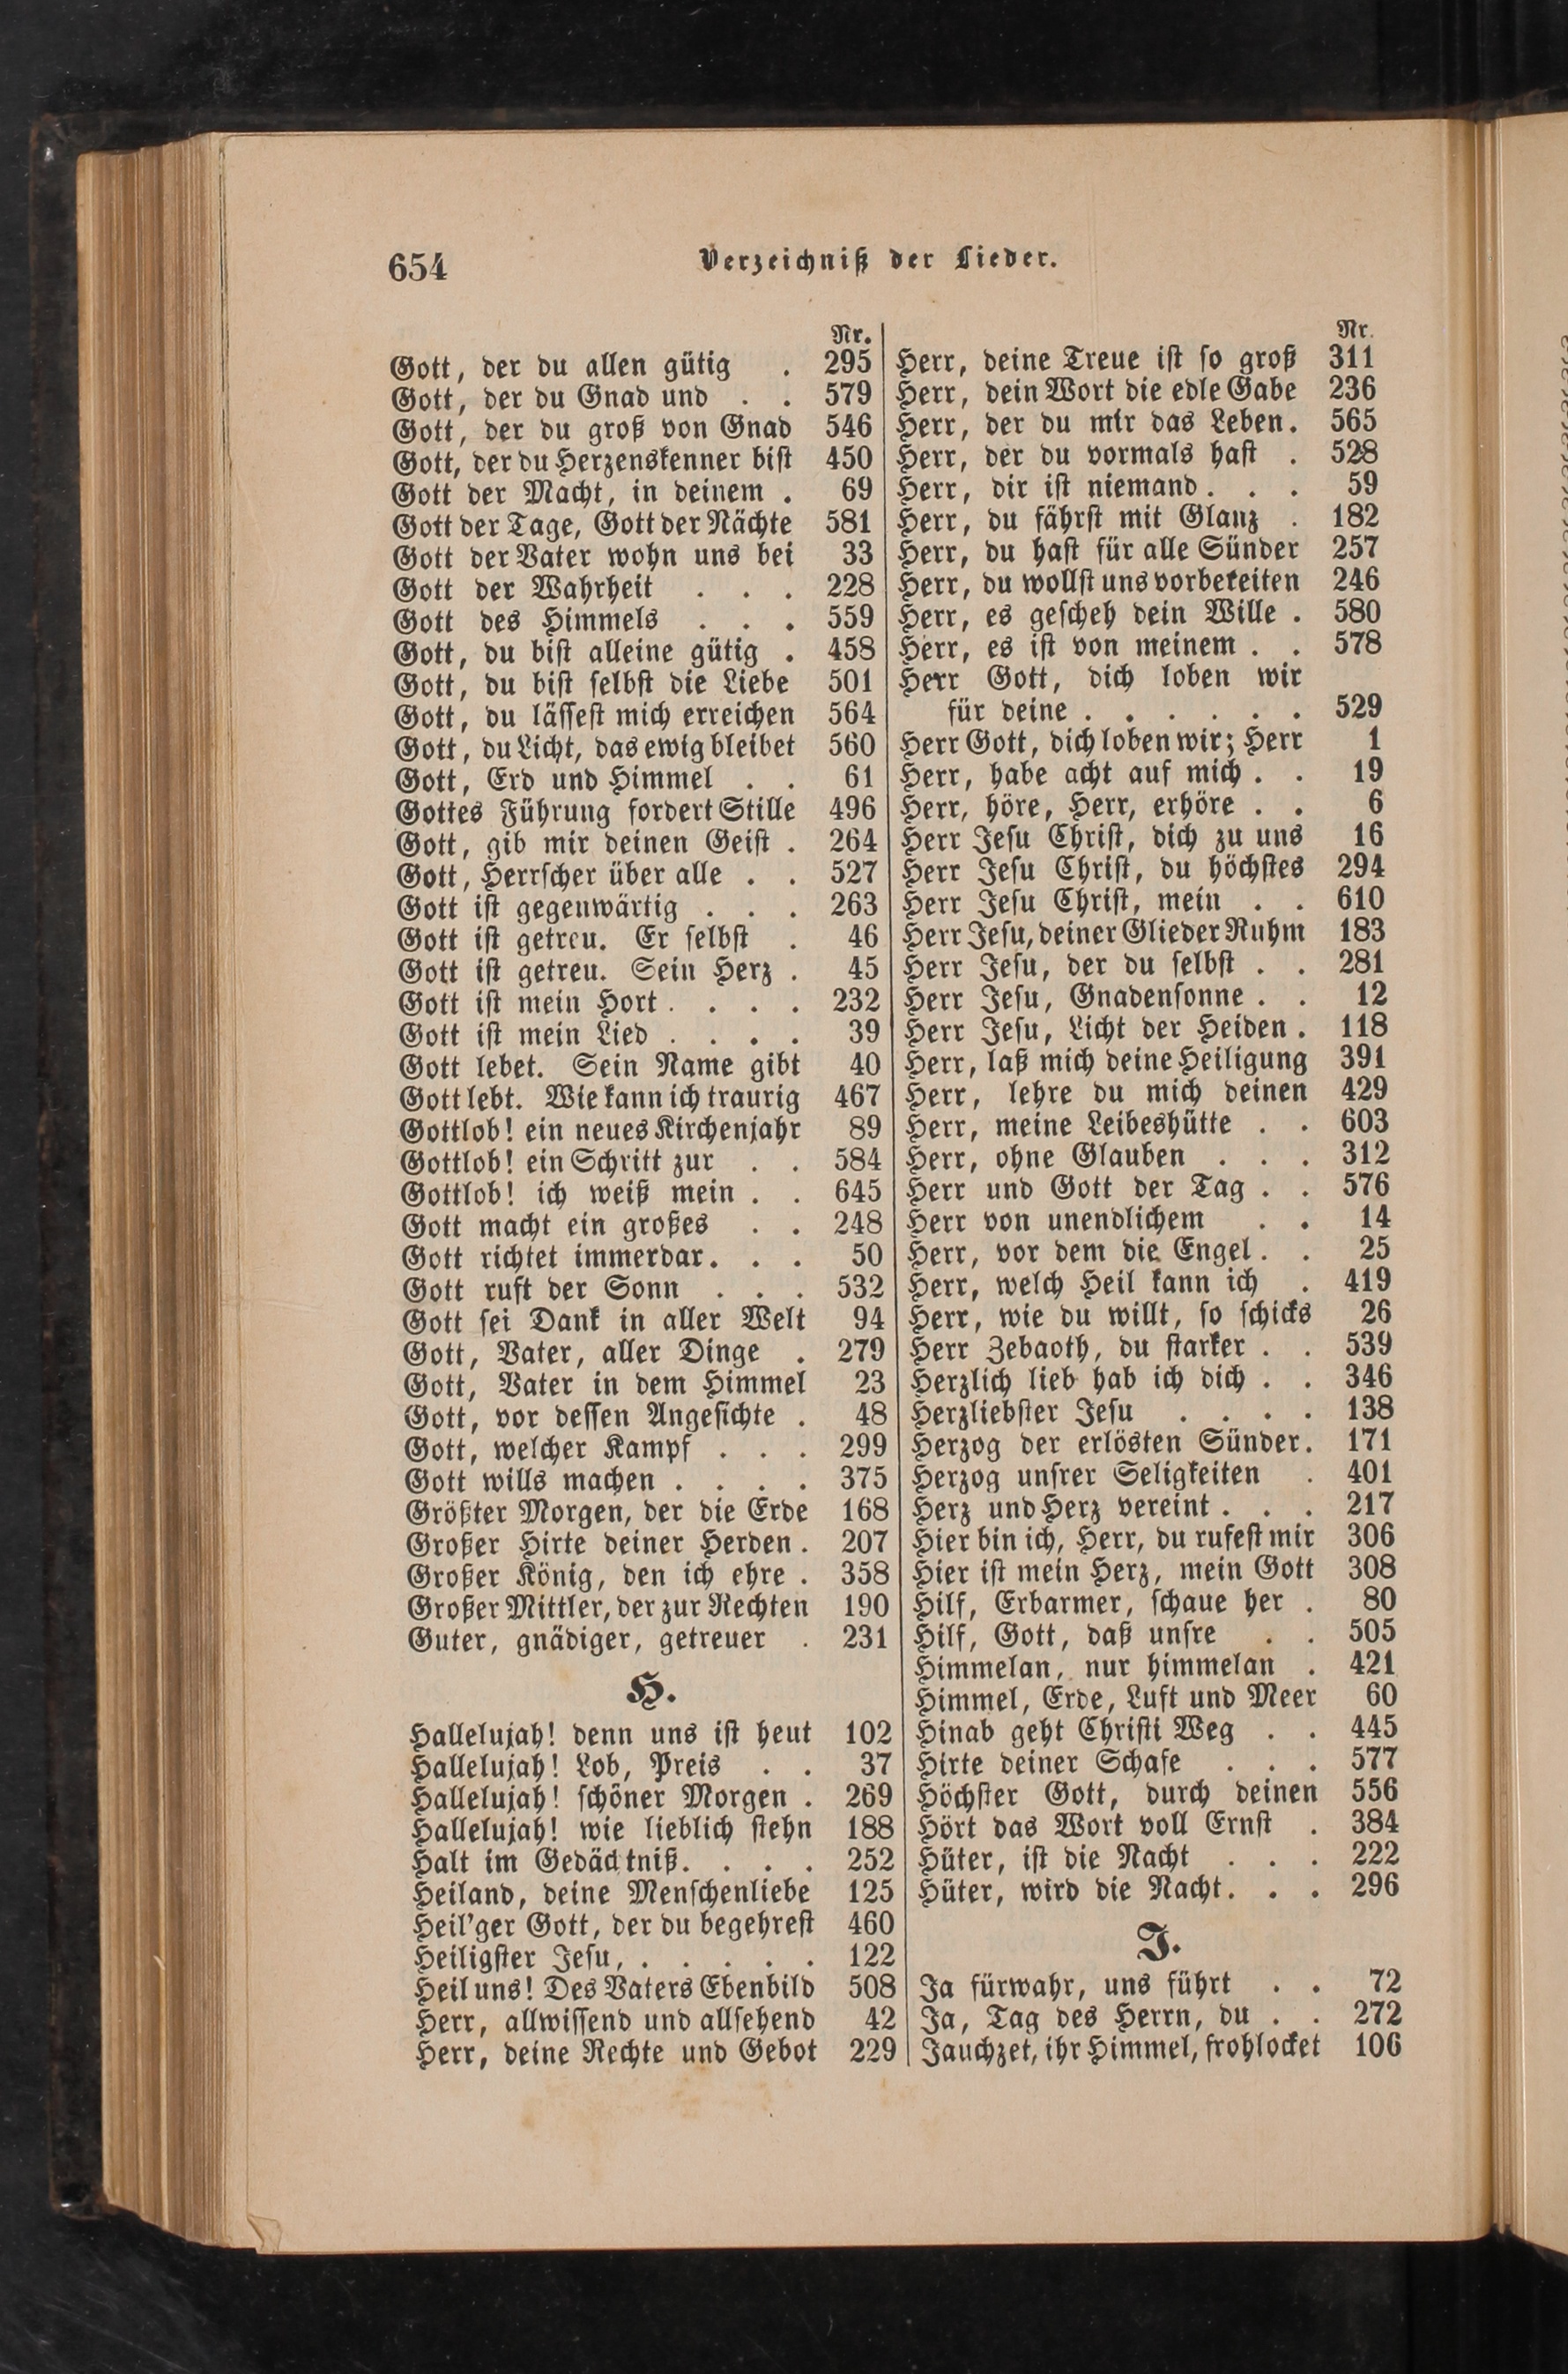 654
Verzeichniß der Lieder.
Nr.
Gott, der du allen gütig . 295
Gott, der du Gnad und . . 579
Gott, der du groß von Gnad 546
Gott, der du Herzenskenner bist 450
Gott der Macht, in deinem . 69
Gott der Tage, Gott der Nächte 581
Gott der Vater wohn uns bei 33
Gott der Wahrheit . . . 228
Gott des Himmels . . . 559
Gott, du bist alleine gütig . 458
Gott, du bist selbst die Liebe 501
Gott, du lässest mich erreichen 564
Gott, du Licht, das ewig bleibet 560
Gott, Erd und Himmel . . 61
Gottes Führung fordert Stille 496
Gott, gib mir deinen Geist . 264
Gott, Herrscher über alle . . 527
Gott ist gegenwärtig . . . 263
Gott ist getreu. Er selbst . 46
Gott ist getreu. Sein Herz . 45
Gott ist mein Hort . . . . 232
Gott ist mein Lied . . . . 39
Gott lebet. Sein Name gibt 40
Gott lebt. Wie kann ich traurig 467
Gottlob! ein neues Kirchenjahr 89
Gottlob! ein Schritt zur . . 584
Gottlob! ich weiß mein . . 645
Gott macht ein großes . . 248
Gott richtet immerdar. . . 50
Gott ruft der Sonn . . . 532
Gott sei Dank in aller Welt 94
Gott, Vater, aller Dinge . 279
Gott, Vater in dem Himmel 23
Gott, vor dessen Angesichte . 48
Gott, welcher Kampf . . . 299
Gott wills machen . . . . 375
Größter Morgen, der die Erde 168
Großer Hirte deiner Herden . 207
Großer König, den ich ehre . 358
Großer Mittler, der zur Rechten 190
Guter, gnädiger, getreuer . 231
H.
Hallelujah! denn uns ist heut 102
Hallelujah! Lob, Preis . . 37
Hallelujah! schöner Morgen . 269
Hallelujah! wie lieblich stehn 188
Halt im Gedächtniß. . . . 252
Heiland, deine Menschenliebe 125
Heil'ger Gott, der du begehrest 460
Heiligster Jesu, . . . . . 122
Heil uns! Des Vaters Ebenbild 508
Herr, allwissend und allsehend 42
Herr, deine Rechte und Gebot 229
Nr.
Herr, deine Treue ist so groß 311
Herr, dein Wort die edle Gabe 236
Herr, der du mir das Leben. 565
Herr, der du vormals hast . 528
Herr, dir ist niemand. . . 59
Herr, du fährst mit Glanz . 182
Herr, du hast für alle Sünder 257
Herr, du wollst uns vorbereiten 246
Herr, es gescheh dein Wille . 580
Herr, es ist von meinem . . 578
Herr Gott, dich loben wir
für deine . . . . . . 529
Herr Gott, dich loben wir; Herr 1
Herr, habe acht auf mich . . 19
Herr, höre, Herr, erhöre . . 6
Herr Jesu Christ, dich zu uns 16
Herr Jesu Christ, du höchstes 294
Herr Jesu Christ, mein . . 610
Herr Jesu, deiner Glieder Ruhm 183
Herr Jesu, der du selbst . . 281
Herr Jesu, Gnadensonne . . 12
Herr Jesu, Licht der Heiden . 118
Herr, laß mich deine Heiligung 391
Herr, lehre du mich deinen 429
Herr, meine Leibeshütte . . 603
Herr, ohne Glauben . . . 312
Herr und Gott der Tag . . 576
Herr von unendlichem . . 14
Herr, vor dem die Engel . . 25
Herr, welch Heil kann ich . 419
Herr, wie du willt, so schicks 26
Herr Zebaoth, du starker . . 539
Herzlich lieb hab ich dich . . 346
Herzliebster Jesu . . . . 138
Herzog der erlösten Sünder. 171
Herzog unsrer Seligkeiten . 401
Herz und Herz vereint . . . 217
Hier bin ich, Herr, du rufest mir 306
Hier ist mein Herz, mein Gott 308
Hilf, Erbarmer, schaue her . 80
Hilf, Gott, daß unsre . . 505
Himmelan, nur himmelan . 421
Himmel, Erde, Luft und Meer 60
Hinab geht Christi Weg . . 445
Hirte deiner Schafe . . . 577
Höchster Gott, durch deinen 556
Hört das Wort voll Ernst . 384
Hüter, ist die Nacht . . . 222
Hüter, wird die Nacht. . . 296
J.
Ja fürwahr, uns führt . . 72
Ja, Tag des Herrn, du . . 272
Jauchzet, ihr Himmel, frohlocket 106